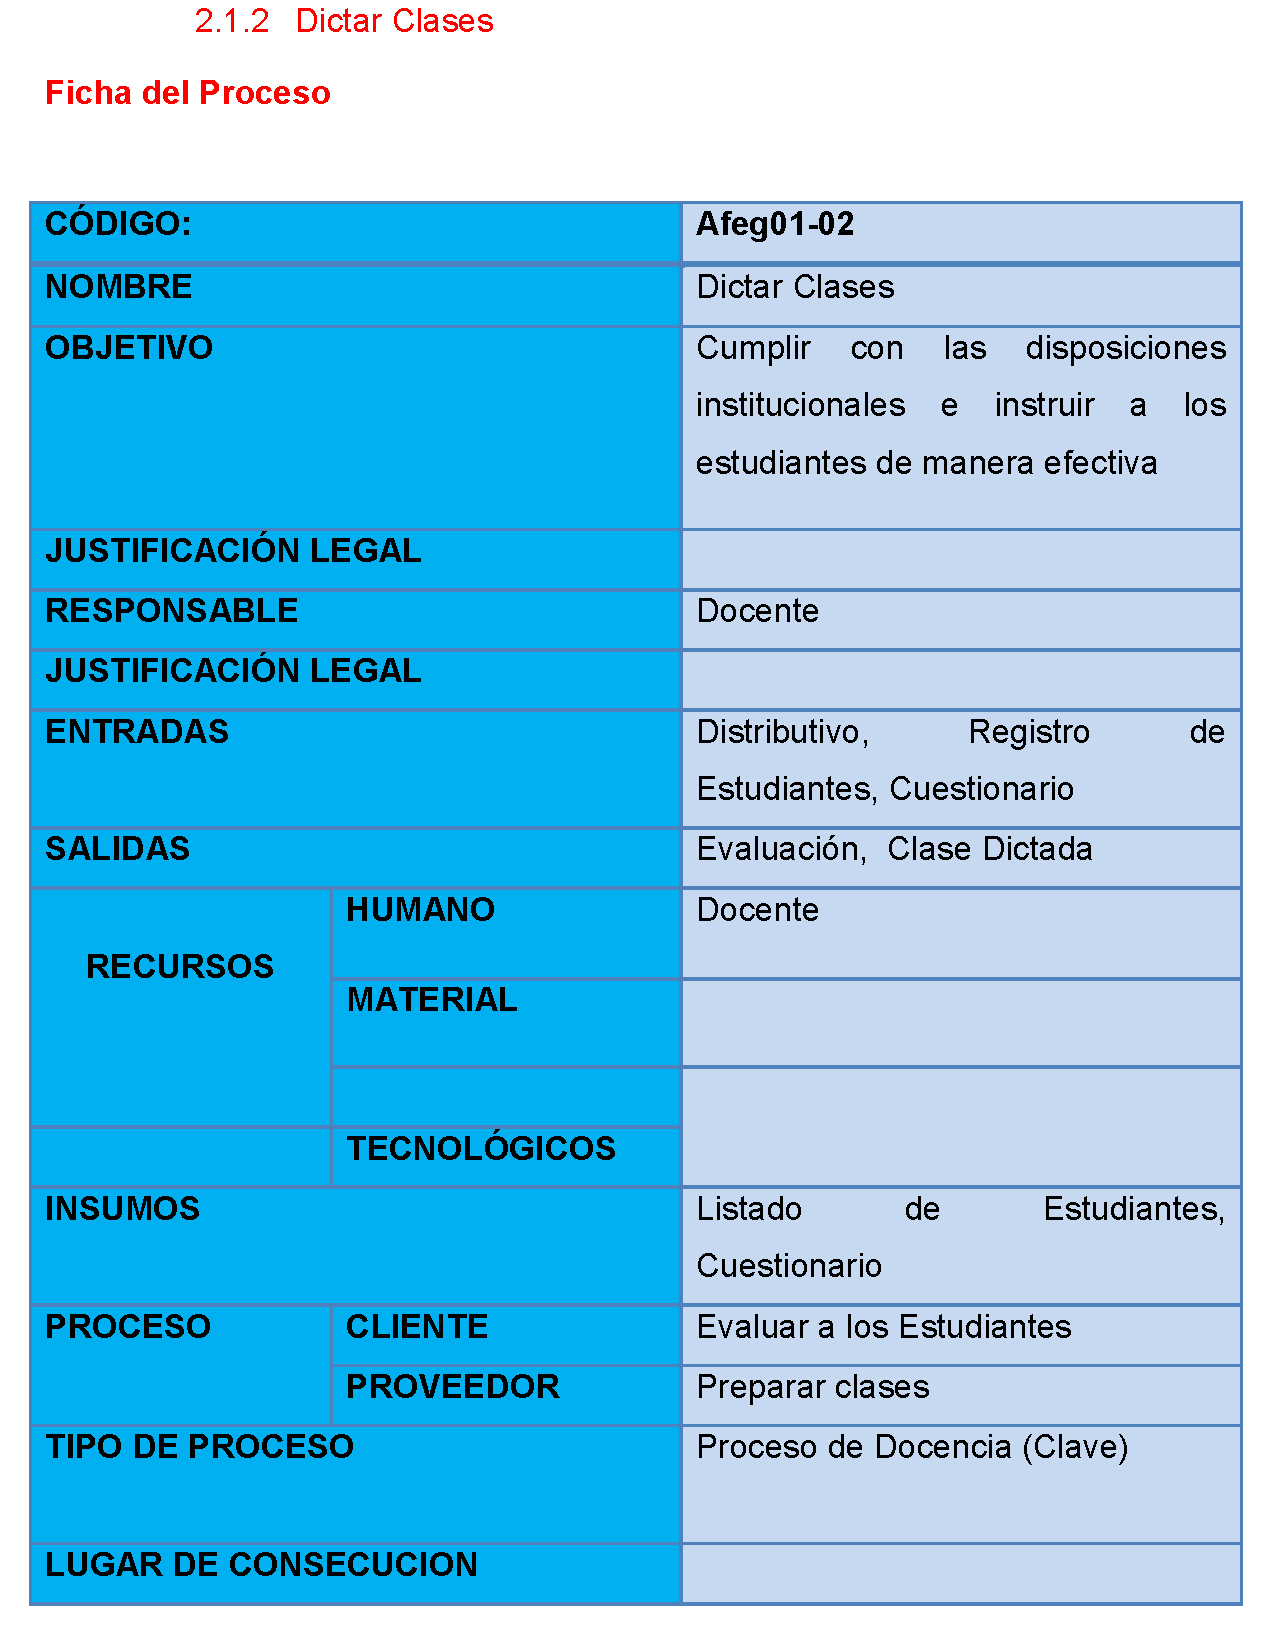 2.1.2 Dictar Clases
Ficha del Proceso
CÓDIGO: Afeg01-02
NOMBRE Dictar Clases
OBJETIVO Cumplir con las disposiciones
institucionales e instruir a los
estudiantes de manera efectiva
JUSTIFICACIÓN LEGAL
RESPONSABLE Docente
JUSTIFICACIÓN LEGAL
ENTRADAS Distributivo, Registro de
Estudiantes, Cuestionario
SALIDAS Evaluación, Clase Dictada
HUMANO Docente
RECURSOS
MATERIAL
TECNOLÓGICOS
INSUMOS Listado de Estudiantes,
Cuestionario
PROCESO CLIENTE Evaluar a los Estudiantes
PROVEEDOR Preparar clases
TIPO DE PROCESO Proceso de Docencia (Clave)
LUGAR DE CONSECUCION